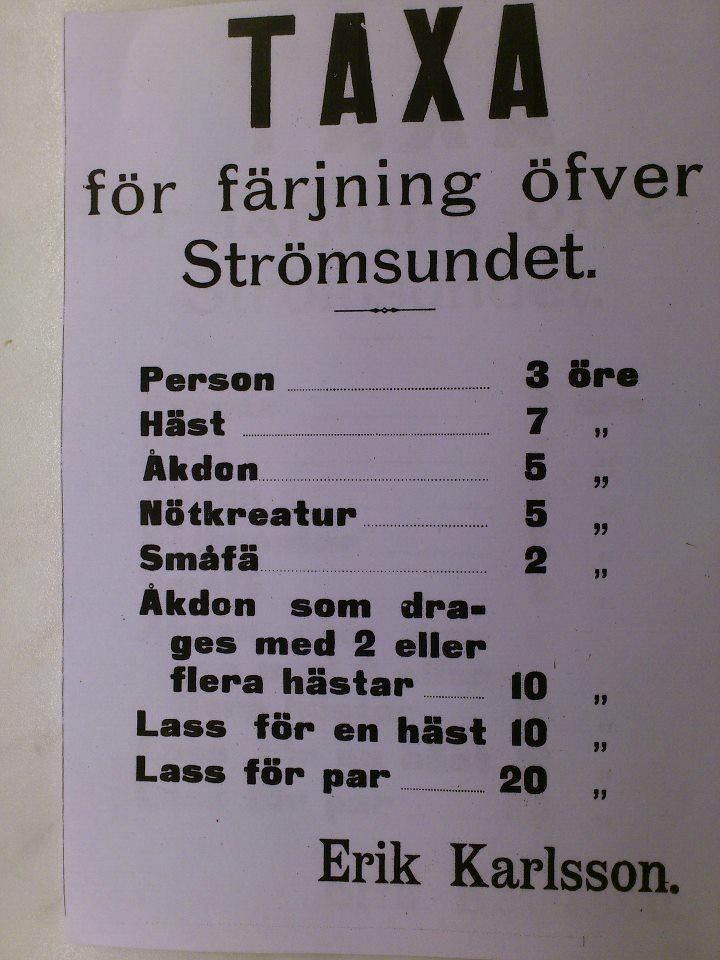 TAXA
för färjning öfver
Strömsundet.
Person 3 öre
Häst 7 „
Åkdon 5 „
Nötkreatur 5 „
Småfä 2 „
Åkdon som dra-
ges med 2 eller
flera hästar 10 „
Lass för en häst 10 „
Lass för par 20 „
Erik Karlsson.